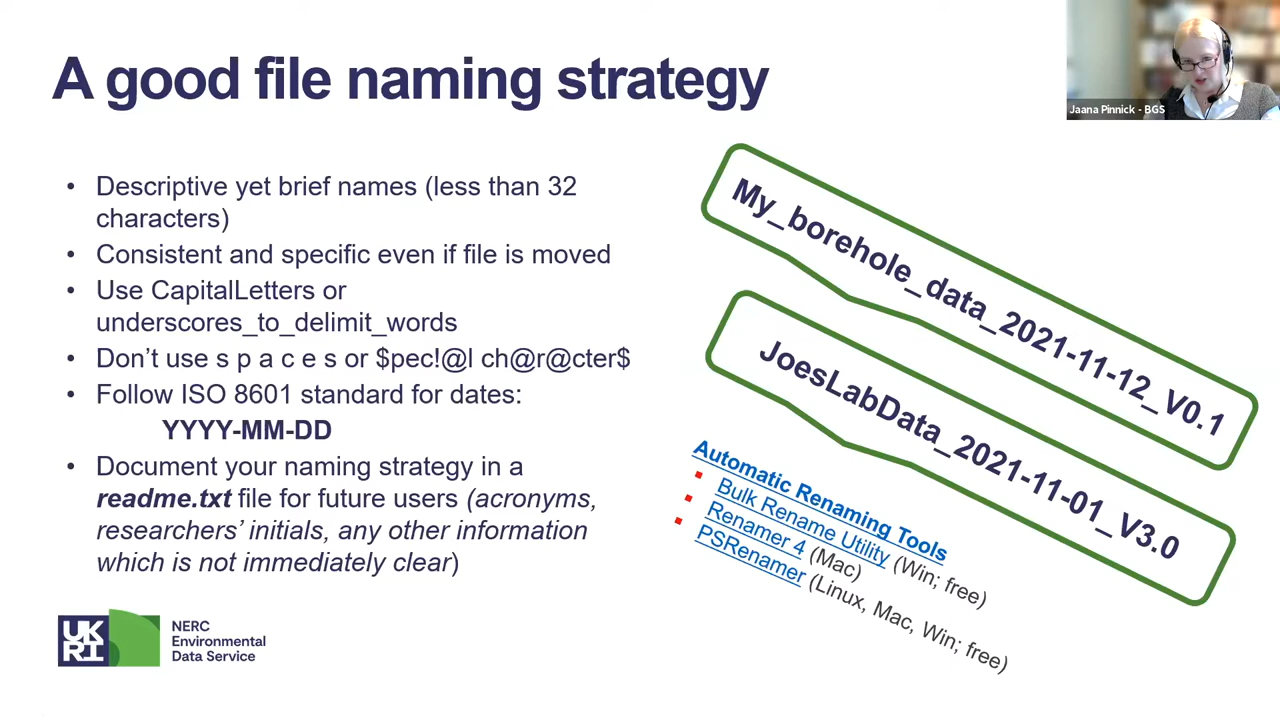 A good file naming strategy
Jaana Pinnick - BGS
• Descriptive yet brief names (less than 32
characters)
• Consistent and specific even if file is moved
• Use CapitalLetters or
underscores_to_delimit_words
• Don’t use s p a c e s or $pec!@l ch@r@cter$
• Follow ISO 8601 standard for dates:
YYYY-MM-DD
• Document your naming strategy in a
readme.txt file for future users (acronyms,
researchers’ initials, any other information
which is not immediately clear)
My_borehole_data_2021-11-12_V0.1
JoesLabData_2021-11-01_V3.0
Automatic Renaming Tools
Bulk Rename Utility (Win; free)
Renamer 4 (Mac)
PSRenamer (Linux, Mac, Win; free)
UKRI
NERC
Environmental
Data Service